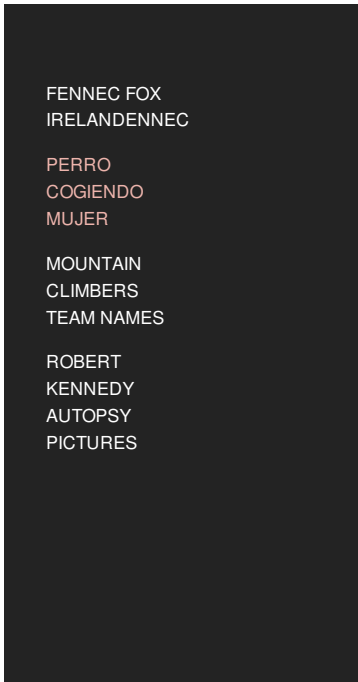 FENNEC FOX
IRELANDENNEC
PERRO
COGIENDO
MUJER
MOUNTAIN
CLIMBERS
TEAM NAMES
ROBERT
KENNEDY
AUTOPSY
PICTURES